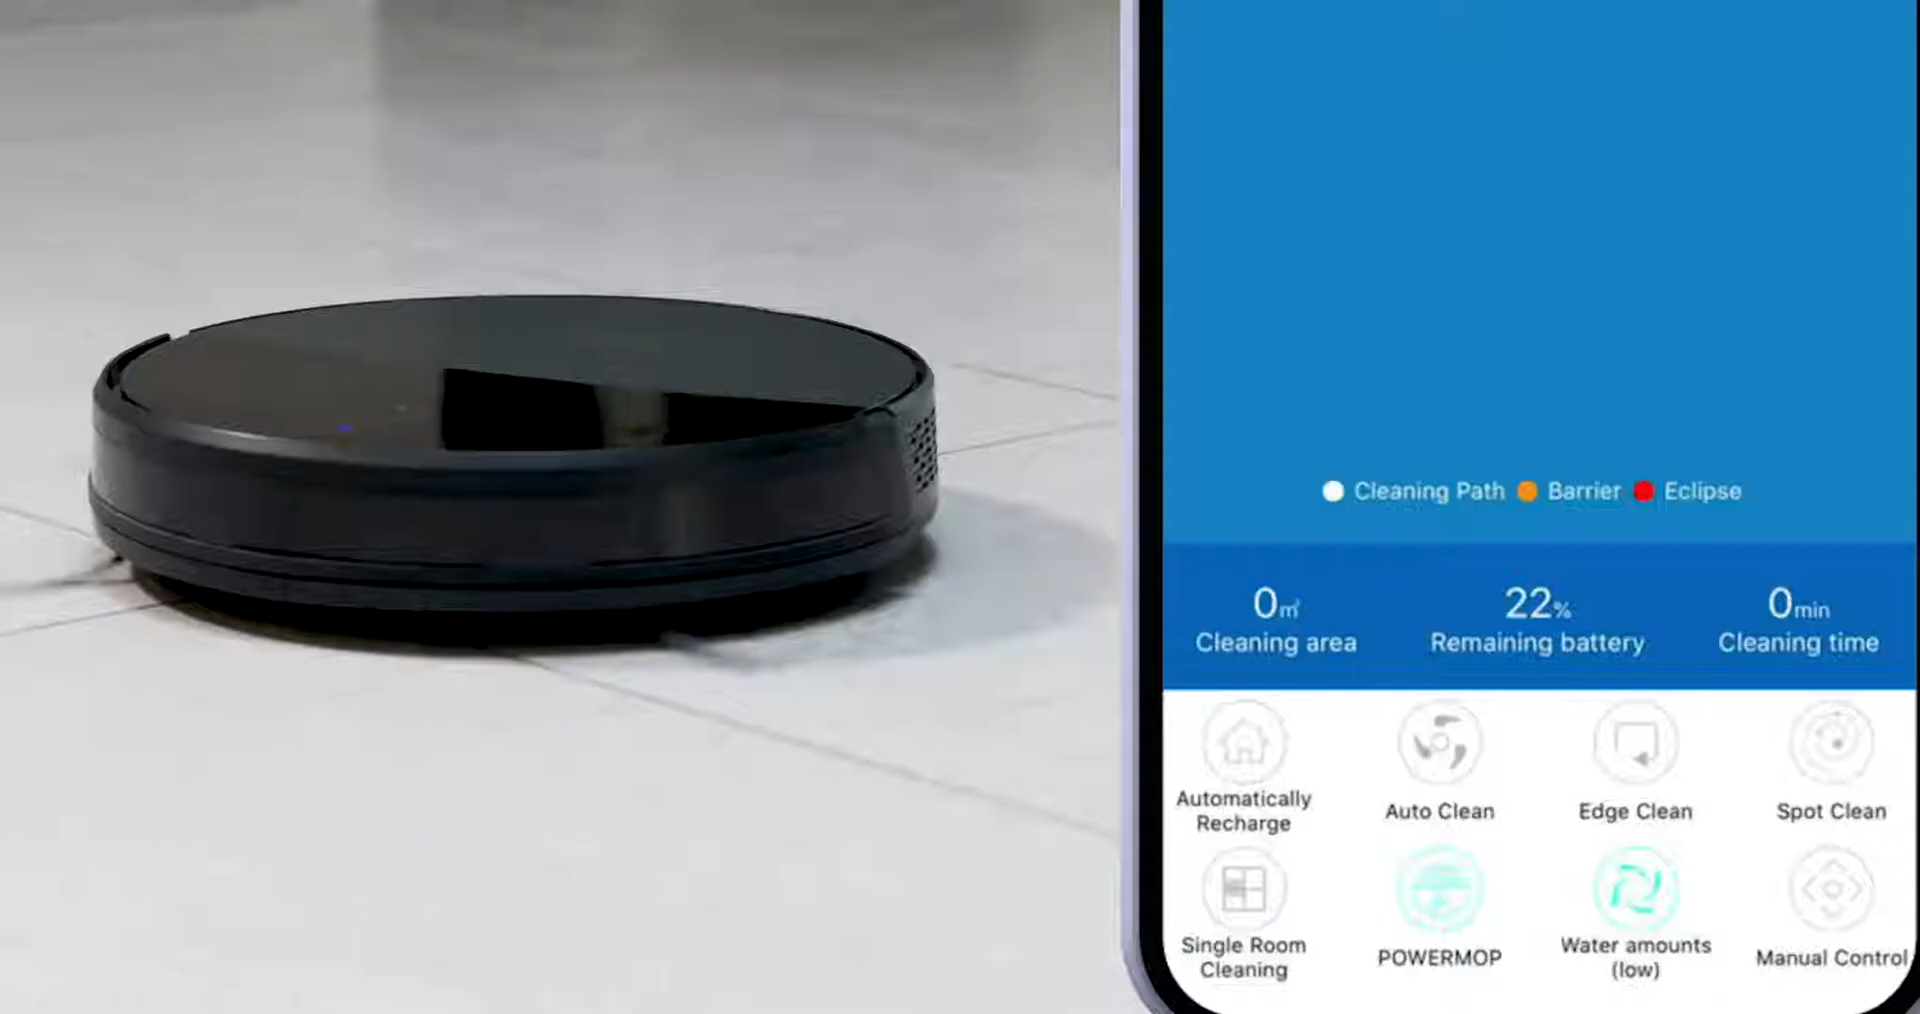 Cleaning Path Barrier Eclipse
0㎡ 22% 0min
Cleaning area Remaining battery Cleaning time
Automatically Recharge
Auto Clean
Edge Clean
Spot Clean
Single Room Cleaning
POWERMOP
Water amounts (low)
Manual Control